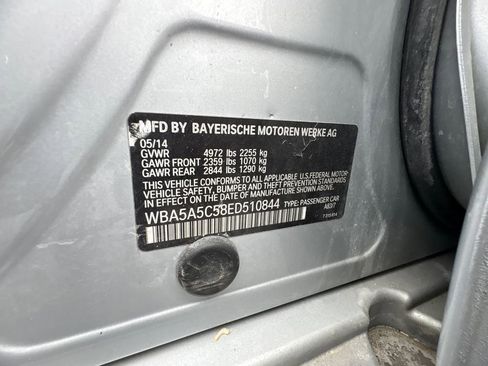 MFD BY BAYERISCHE MOTOREN WERKE AG
05/14
GVWR 4972 lbs 2255 kg
GAWR FRONT 2359 lbs 1070 kg
GAWR REAR 2844 lbs 1290 kg
THIS VEHICLE CONFORMS TO ALL APPLICABLE
U.S.FEDERAL MOTOR
VEHICLE SAFETY, BUMPER, AND THEFT PREVENTION STANDARDS
IN EFFECT ON THE DATE OF MANUFACTURE SHOWN ABOVE.
WBA5A5C58ED510844 TYPE: PASSENGER CAR